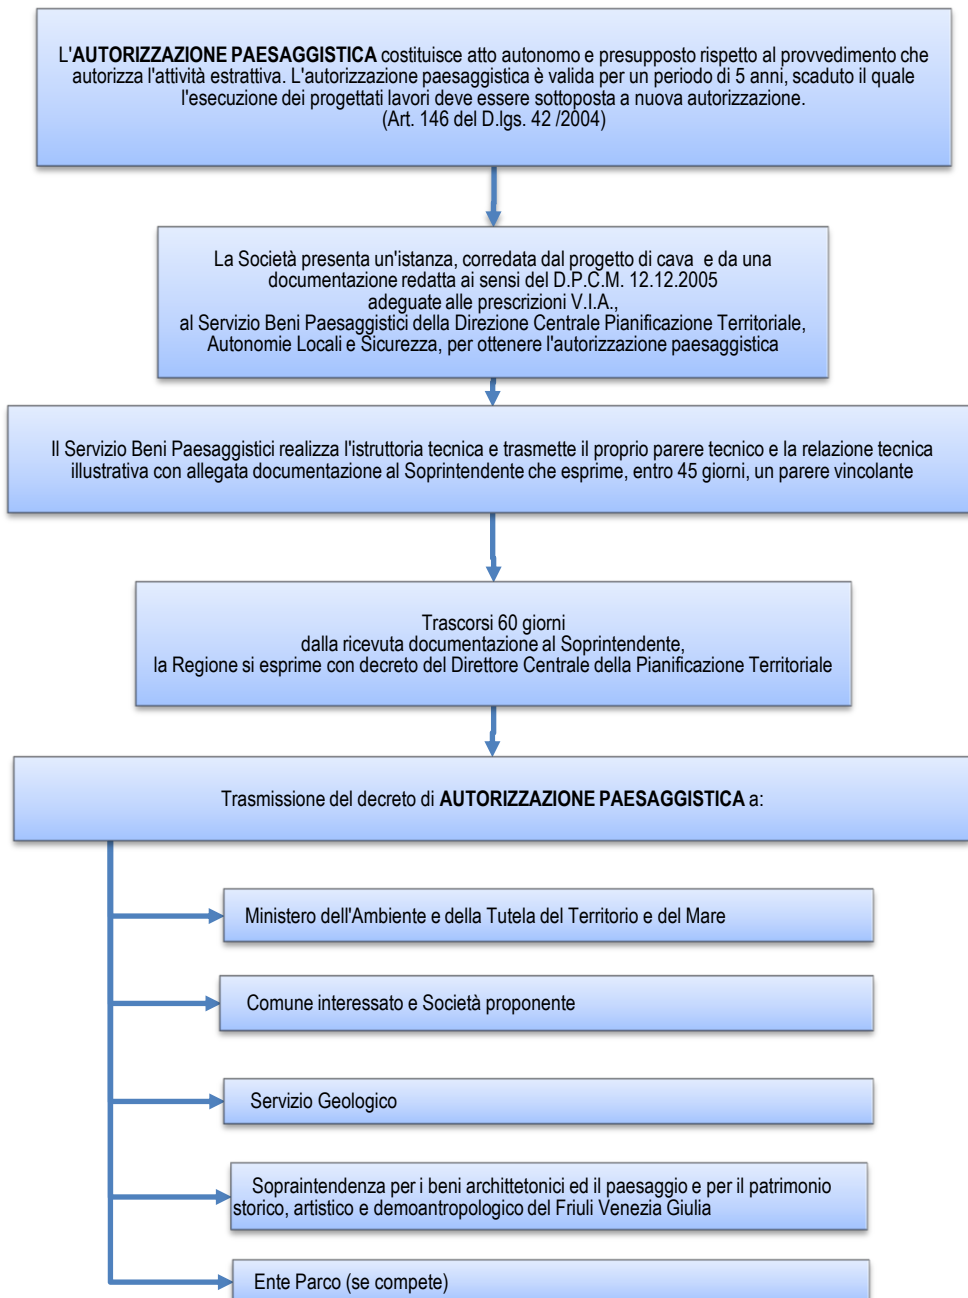 L'AUTORIZZAZIONE PAESAGGISTICA costituisce atto autonomo e presupposto rispetto al provvedimento che
autorizza l'attività estrattiva. L'autorizzazione paesaggistica è valida per un periodo di 5 anni, scaduto il quale
l'esecuzione dei progettati lavori deve essere sottoposta a nuova autorizzazione.
(Art. 146 del D.lgs. 42 /2004)
La Società presenta un'istanza, corredata dal progetto di cava e da una
documentazione redatta ai sensi del D.P.C.M. 12.12.2005
adeguate alle prescrizioni V.I.A.,
al Servizio Beni Paesaggistici della Direzione Centrale Pianificazione Territoriale,
Autonomie Locali e Sicurezza, per ottenere l'autorizzazione paesaggistica
Il Servizio Beni Paesaggistici realizza l'istruttoria tecnica e trasmette il proprio parere tecnico e la relazione tecnica
illustrativa con allegata documentazione al Soprintendente che esprime, entro 45 giorni, un parere vincolante
Trascorsi 60 giorni
dalla ricevuta documentazione al Soprintendente,
la Regione si esprime con decreto del Direttore Centrale della Pianificazione Territoriale
Trasmissione del decreto di AUTORIZZAZIONE PAESAGGISTICA a:
Ministero dell'Ambiente e della Tutela del Territorio e del Mare
Comune interessato e Società proponente
Servizio Geologico
Sopraintendenza per i beni archittetonici ed il paesaggio e per il patrimonio
storico, artistico e demoantropologico del Friuli Venezia Giulia
Ente Parco (se compete)